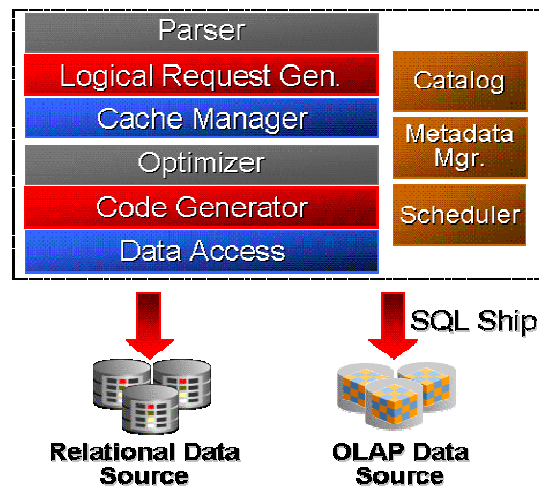 Parser
Logical Request Gen.
Cache Manager
Optimizer
Code Generator
Data Access
Catalog
Metadata
Mgr.
Scheduler
SQL Ship
Relational Data
Source
OLAP Data
Source